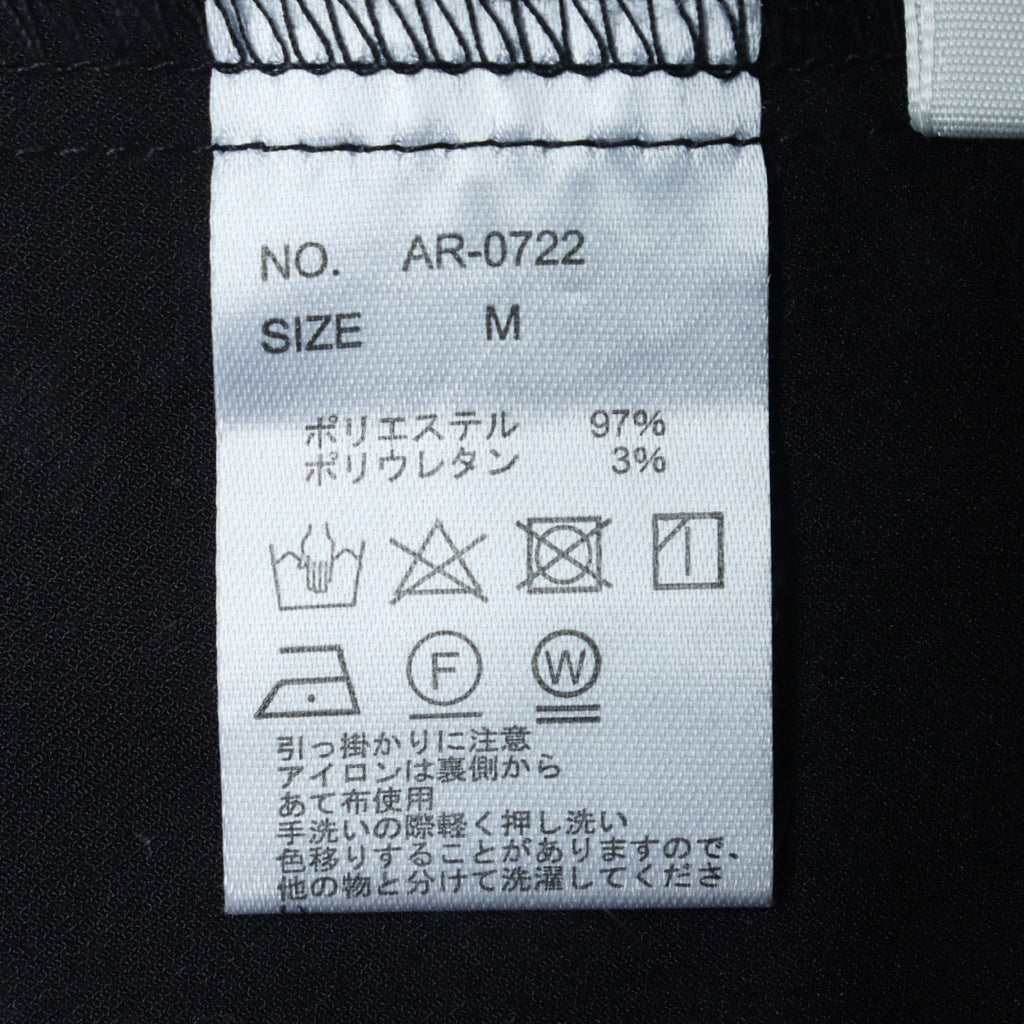 NO. AR-0722
SIZE M
ポリエステル 97%
ポリウレタン 3%
F W
引っ掛かりに注意
アイロンは裏側から
あて布使用
手洗いの際軽く押し洗い
色移りすることがありますので、
他の物と分けて洗濯してくださ